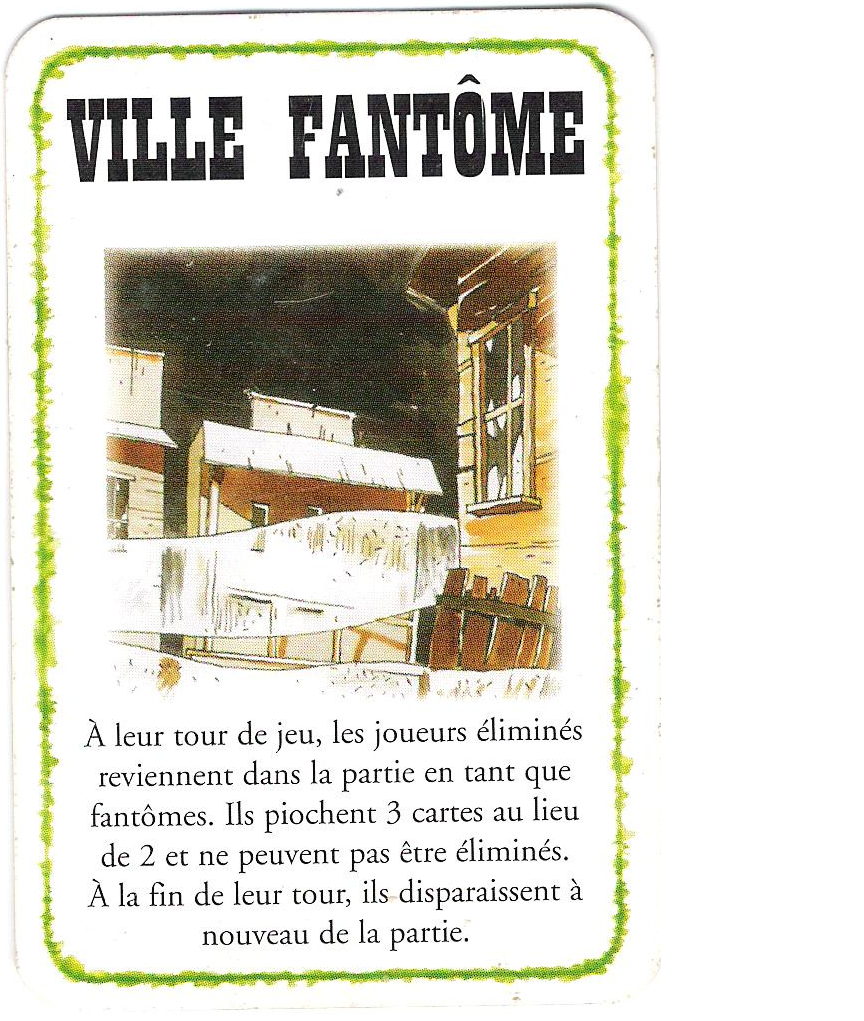 VILLE FANTÔME
À leur tour de jeu, les joueurs éliminés
reviennent dans la partie en tant que
fantômes. Ils piochent 3 cartes au lieu
de 2 et ne peuvent pas être éliminés.
À la fin de leur tour, ils disparaissent à
nouveau de la partie.